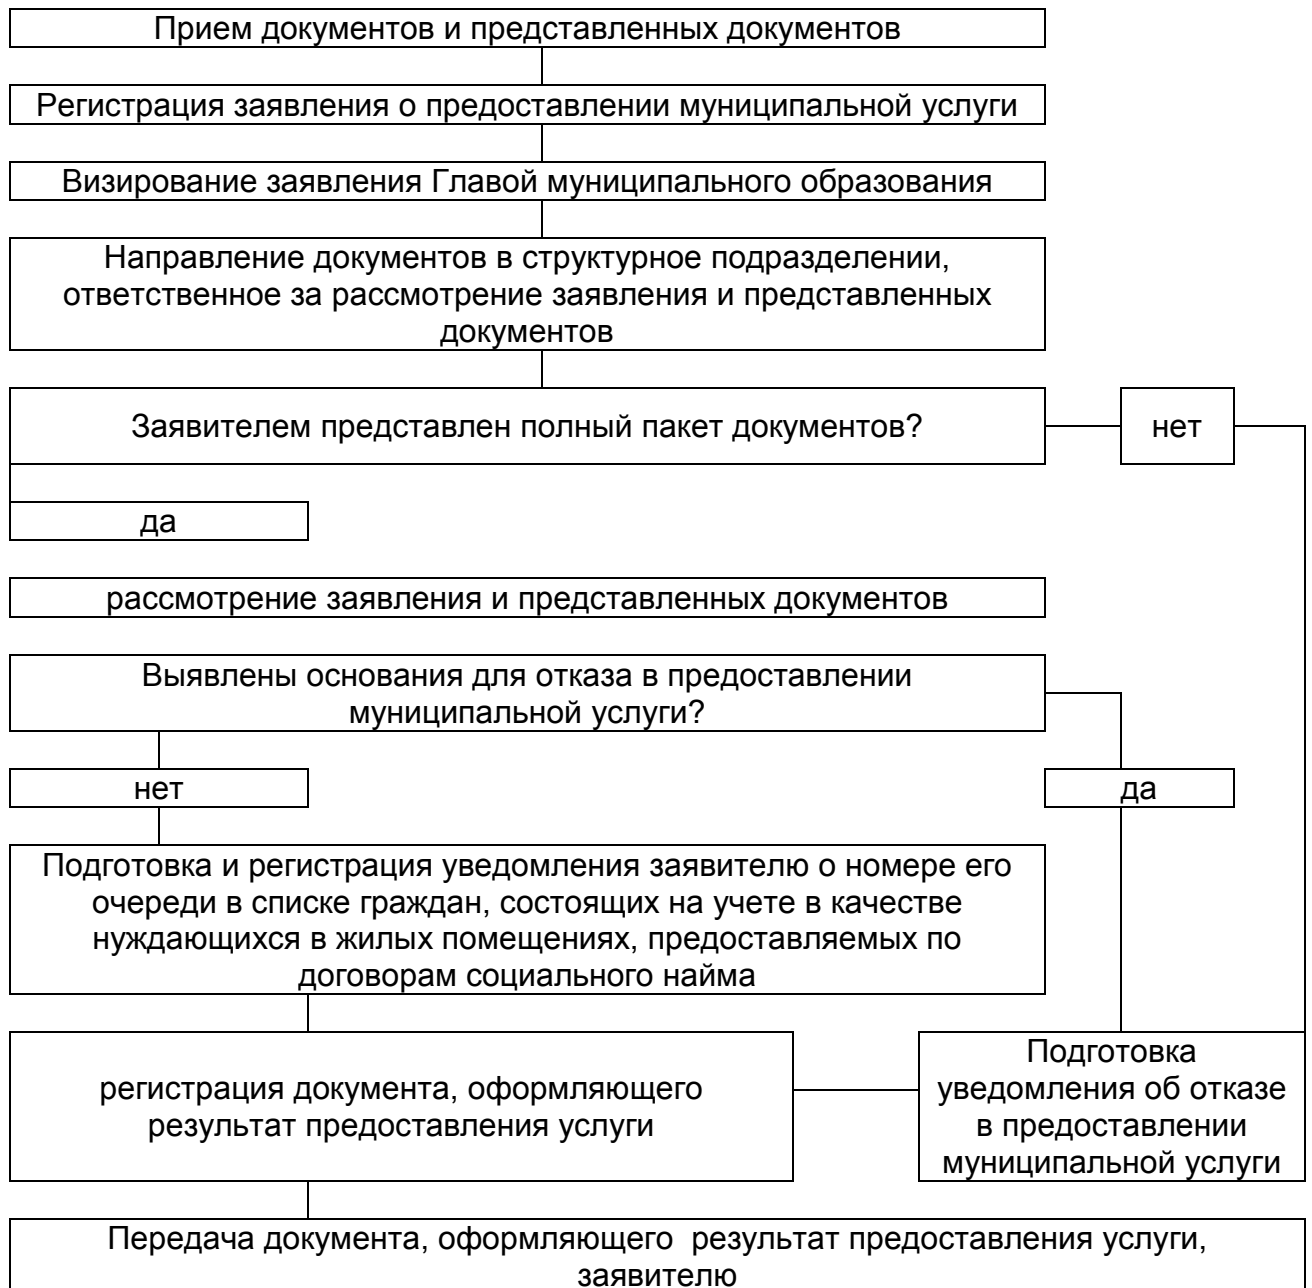 Прием документов и представленных документов
Регистрация заявления о предоставлении муниципальной услуги
Визирование заявления Главой муниципального образования
Направление документов в структурное подразделении,
ответственное за рассмотрение заявления и представленных
документов
Заявителем представлен полный пакет документов?
нет
да
рассмотрение заявления и представленных документов
Выявлены основания для отказа в предоставлении
муниципальной услуги?
нет
да
Подготовка и регистрация уведомления заявителю о номере его
очереди в списке граждан, состоящих на учете в качестве
нуждающихся в жилых помещениях, предоставляемых по
договорам социального найма
регистрация документа, оформляющего
результат предоставления услуги
Подготовка
уведомления об отказе
в предоставлении
муниципальной услуги
Передача документа, оформляющего  результат предоставления услуги,
заявителю